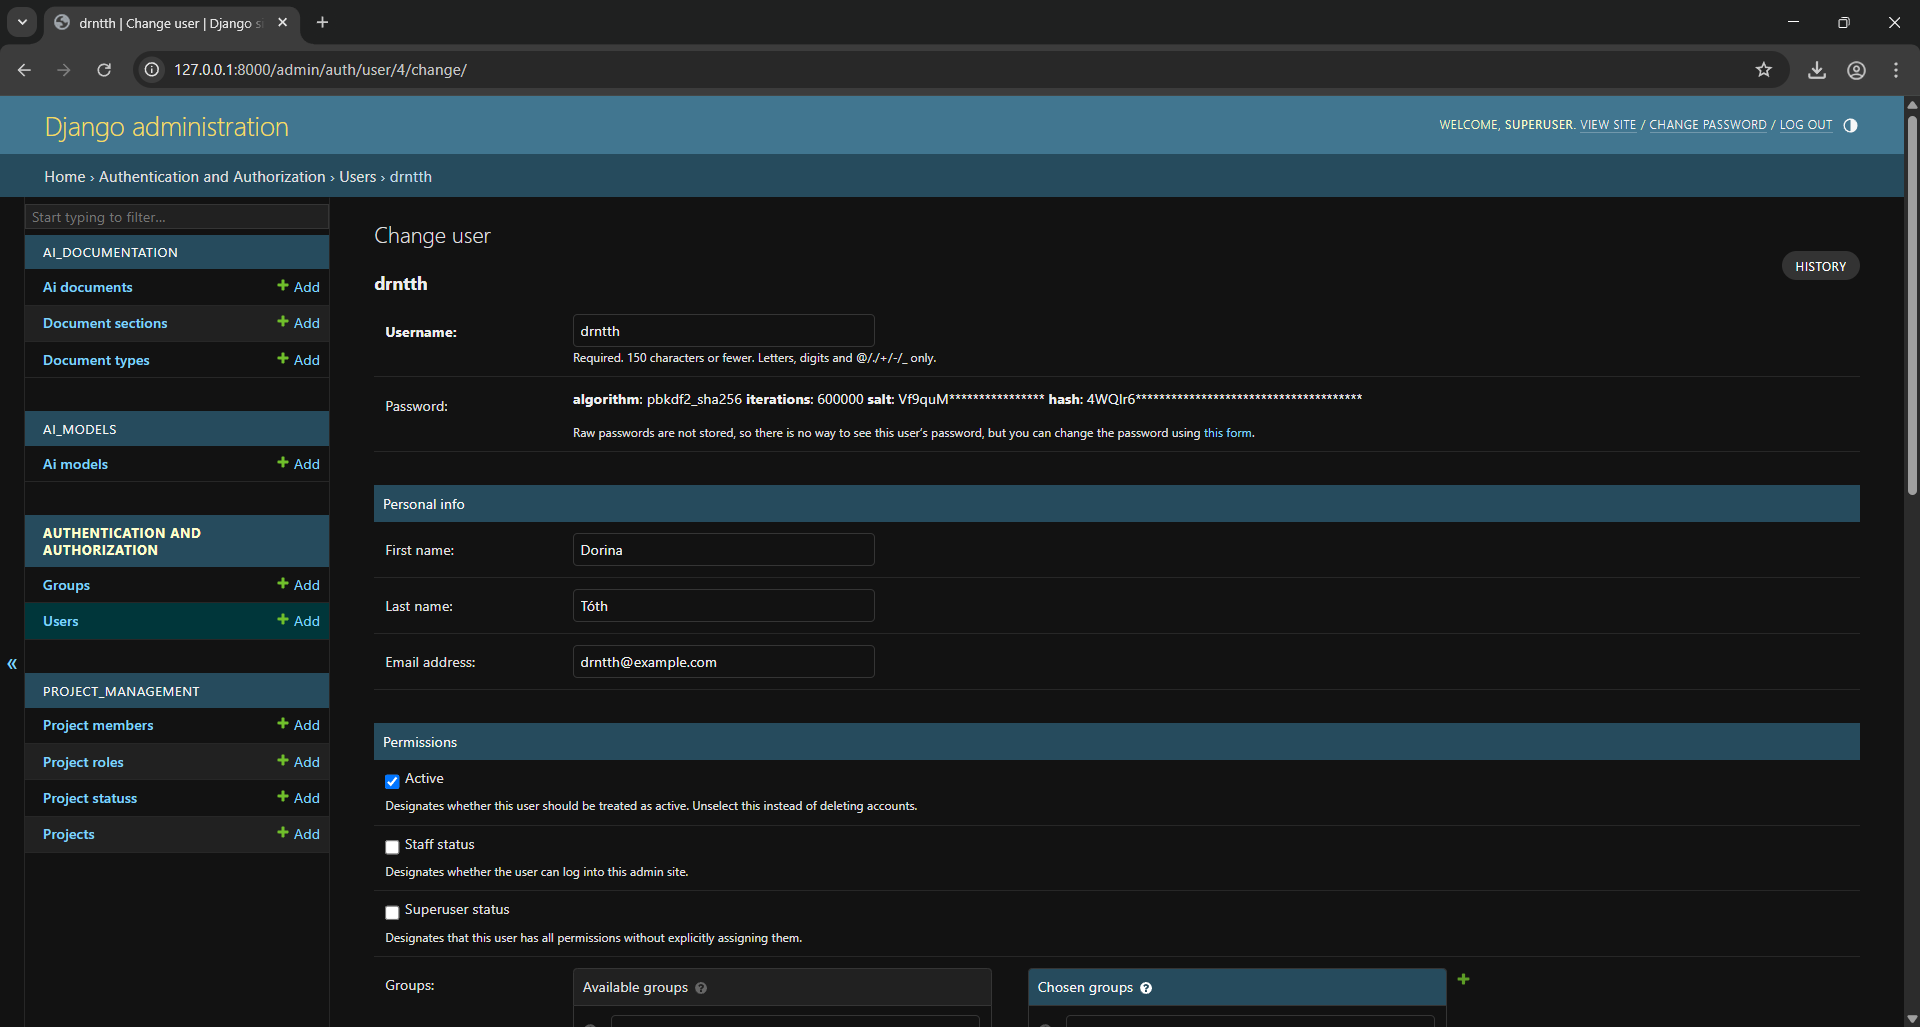 drntth | Change user | Django s
127.0.0.1:8000/admin/auth/user/4/change/
Django administration
WELCOME, SUPERUSER. VIEW SITE / CHANGE PASSWORD / LOG OUT
Home › Authentication and Authorization › Users › drntth
Start typing to filter...
AI_DOCUMENTATION
Ai documents Add
Document sections Add
Document types Add
AI_MODELS
Ai models Add
AUTHENTICATION AND
AUTHORIZATION
Groups Add
Users Add
«
PROJECT_MANAGEMENT
Project members Add
Project roles Add
Project statuss Add
Projects Add
Change user
HISTORY
drntth
Username: drntth
Required. 150 characters or fewer. Letters, digits and @/./+/-/_ only.
Password: algorithm: pbkdf2_sha256 iterations: 600000 salt: Vf9quM**************** hash: 4WQIr6**************************************
Raw passwords are not stored, so there is no way to see this user's password, but you can change the password using this form.
Personal info
First name: Dorina
Last name: Tóth
Email address: drntth@example.com
Permissions
Active
Designates whether this user should be treated as active. Unselect this instead of deleting accounts.
Staff status
Designates whether the user can log into this admin site.
Superuser status
Designates that this user has all permissions without explicitly assigning them.
Groups: Available groups ? Chosen groups ?